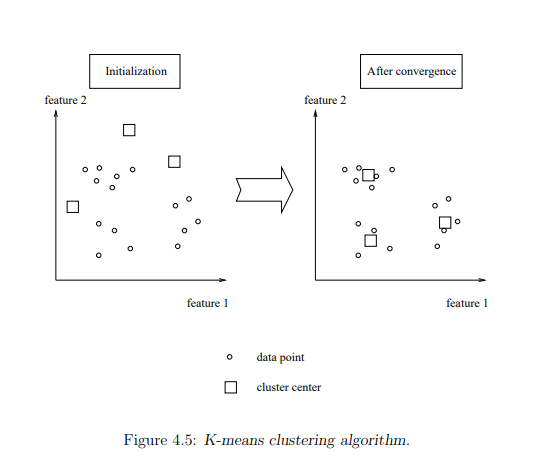 Initialization
After convergence
feature 2
feature 2
feature 1
feature 1
data point
cluster center
Figure 4.5: K-means clustering algorithm.